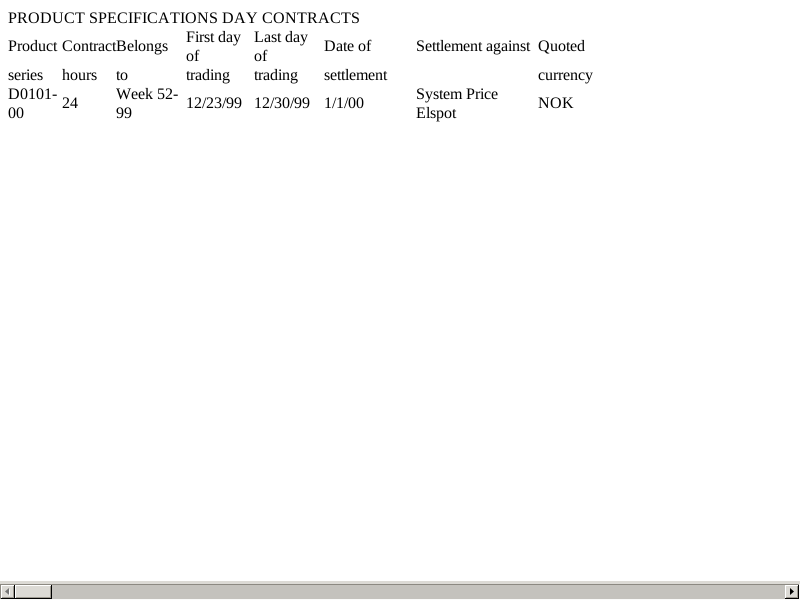 PRODUCT SPECIFICATIONS DAY CONTRACTS
Product Contract Belongs First day of Last day of Date of Settlement against Quoted
series hours to trading trading settlement currency
D0101-00 24 Week 52-99 12/23/99 12/30/99 1/1/00 System Price Elspot NOK